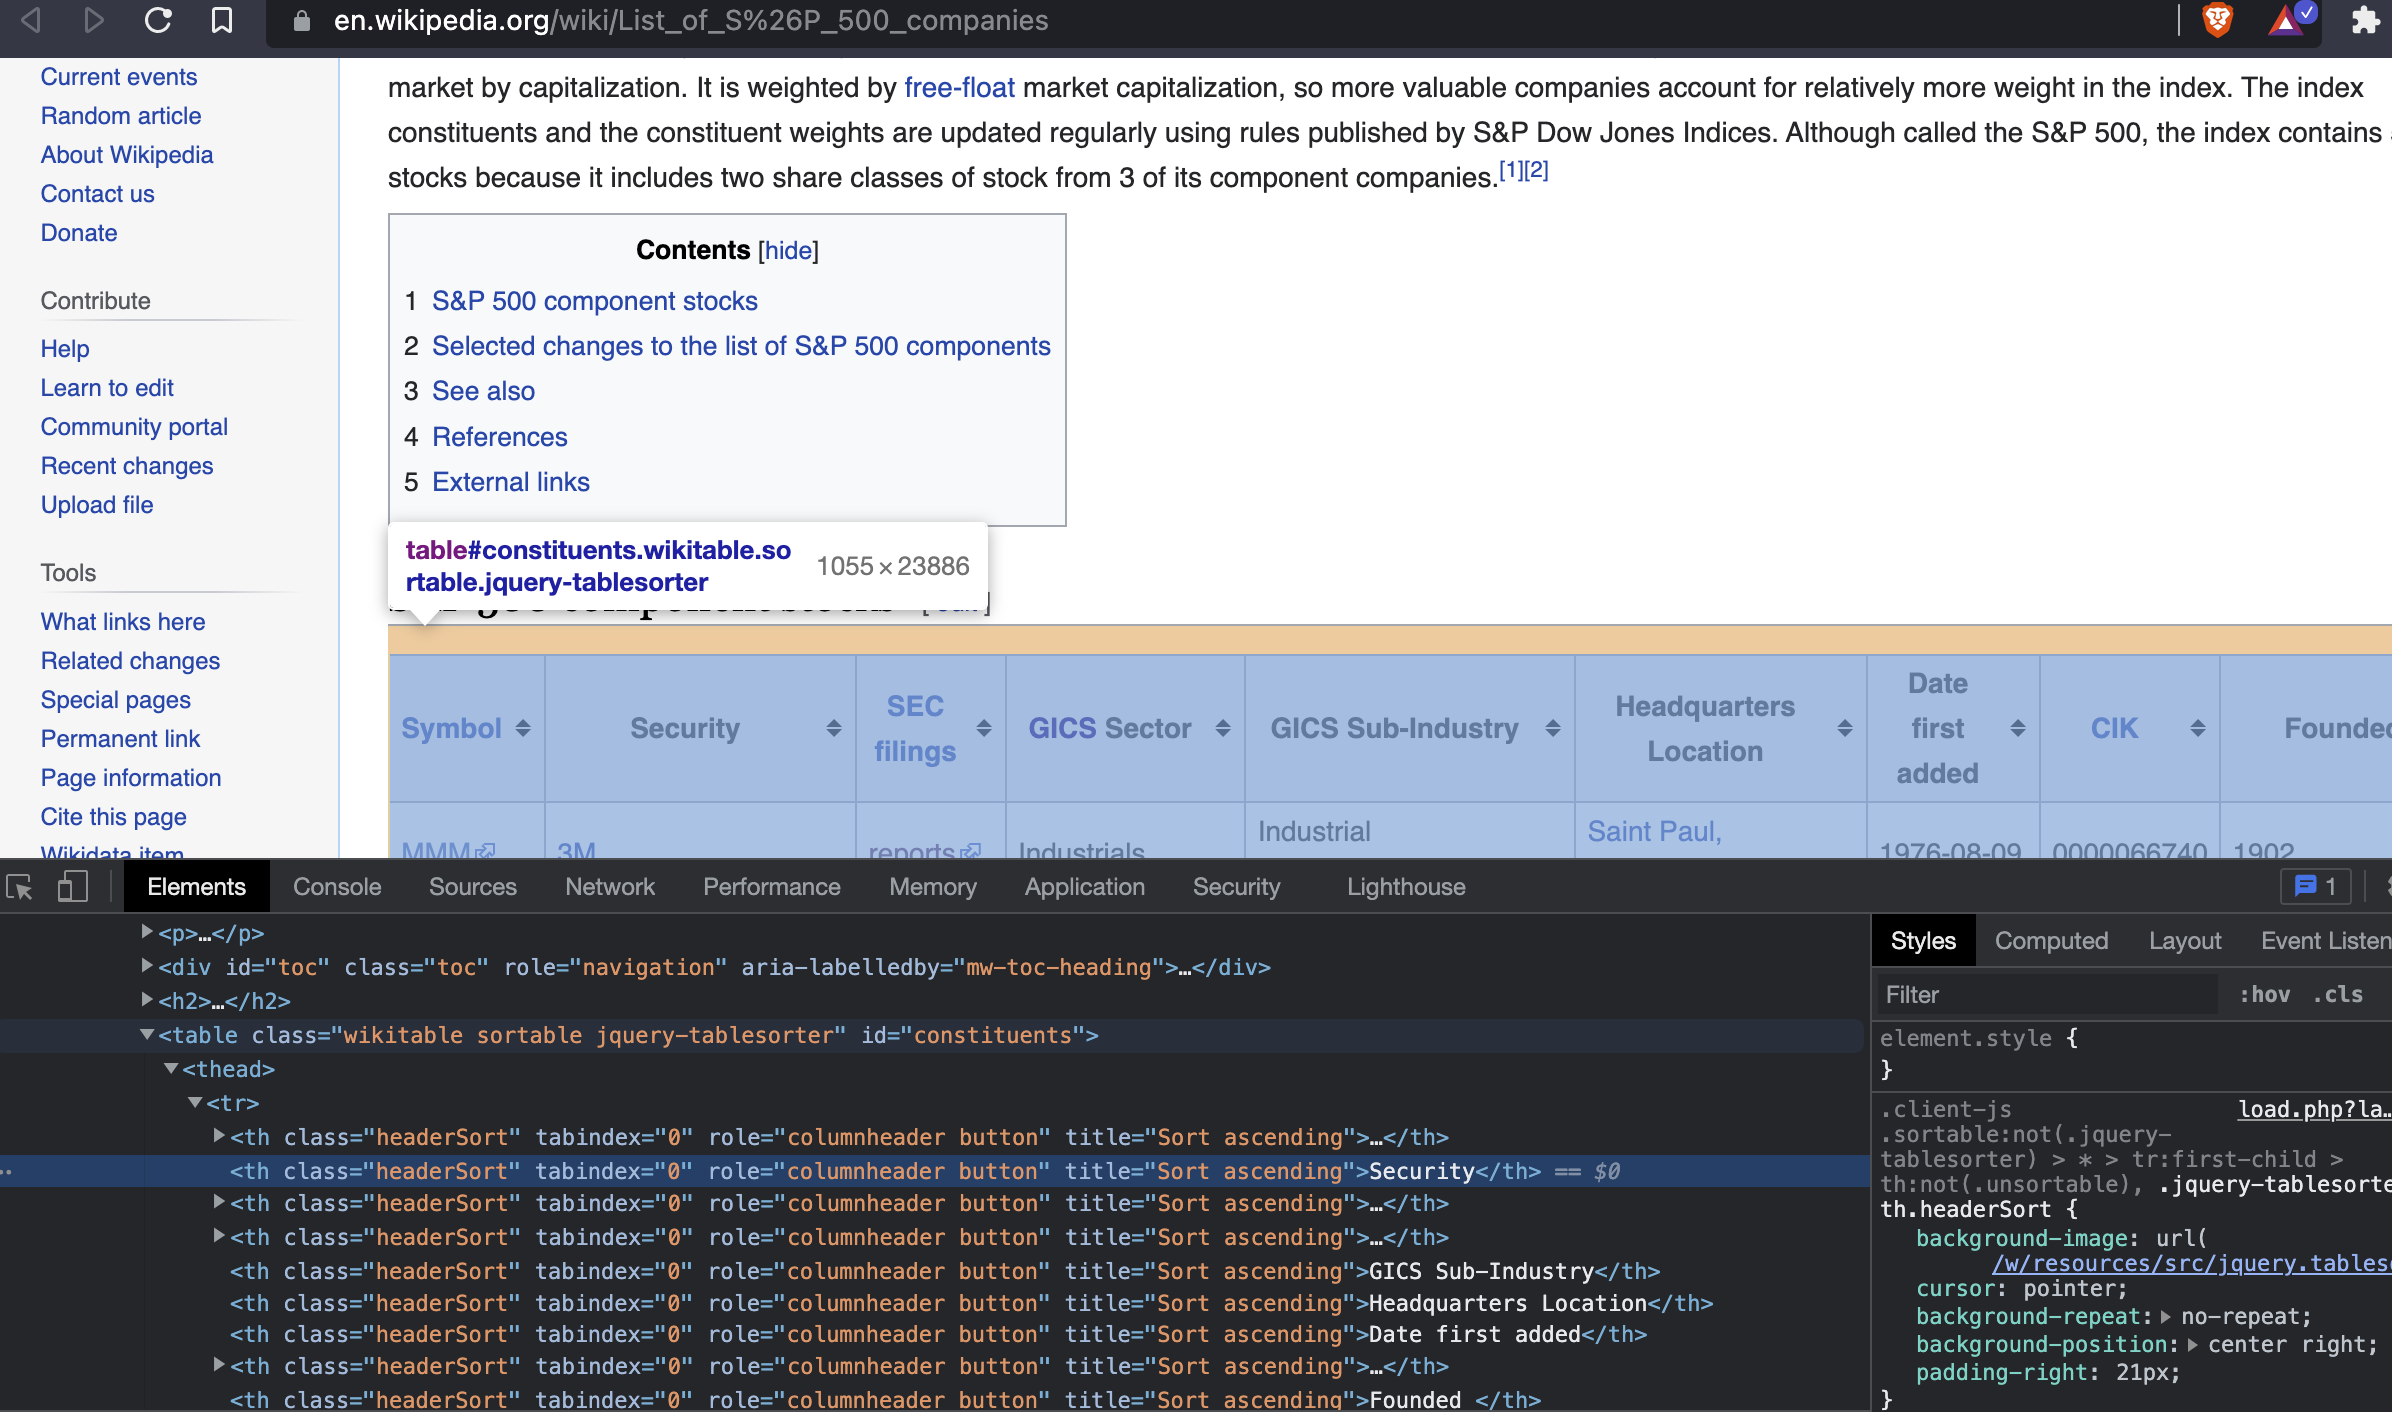 en.wikipedia.org/wiki/List_of_S%26P_500_companies
Current events
Random article
About Wikipedia
Contact us
Donate
Contribute
Help
Learn to edit
Community portal
Recent changes
Upload file
Tools
What links here
Related changes
Special pages
Permanent link
Page information
Cite this page
Wikidata item
market by capitalization. It is weighted by free-float market capitalization, so more valuable companies account for relatively more weight in the index. The index
constituents and the constituent weights are updated regularly using rules published by S&P Dow Jones Indices. Although called the S&P 500, the index contains
stocks because it includes two share classes of stock from 3 of its component companies.[1][2]
Contents [hide]
1 S&P 500 component stocks
2 Selected changes to the list of S&P 500 components
3 See also
4 References
5 External links
table#constituents.wikitable.so
rtable.jquery-tablesorter
1055 × 23886
Symbol Security SEC filings GICS Sector GICS Sub-Industry Headquarters Location Date first added CIK Founded
MMM 3M reports Industrials Industrial Saint Paul, 1976-08-09 0000066740 1902
Elements Console Sources Network Performance Memory Application Security Lighthouse 1
<p>…</p>
<div id="toc" class="toc" role="navigation" aria-labelledby="mw-toc-heading">…</div>
<h2>…</h2>
<table class="wikitable sortable jquery-tablesorter" id="constituents">
<thead>
<tr>
<th class="headerSort" tabindex="0" role="columnheader button" title="Sort ascending">…</th>
<th class="headerSort" tabindex="0" role="columnheader button" title="Sort ascending">Security</th> == $0
<th class="headerSort" tabindex="0" role="columnheader button" title="Sort ascending">…</th>
<th class="headerSort" tabindex="0" role="columnheader button" title="Sort ascending">…</th>
<th class="headerSort" tabindex="0" role="columnheader button" title="Sort ascending">GICS Sub-Industry</th>
<th class="headerSort" tabindex="0" role="columnheader button" title="Sort ascending">Headquarters Location</th>
<th class="headerSort" tabindex="0" role="columnheader button" title="Sort ascending">Date first added</th>
<th class="headerSort" tabindex="0" role="columnheader button" title="Sort ascending">…</th>
<th class="headerSort" tabindex="0" role="columnheader button" title="Sort ascending">Founded </th>
Styles Computed Layout Event Listen
Filter :hov .cls
element.style {
}
.client-js load.php?la…
.sortable:not(.jquery-
tablesorter) > * > tr:first-child >
th:not(.unsortable), .jquery-tablesorte
th.headerSort {
background-image: url(
/w/resources/src/jquery.tables
cursor: pointer;
background-repeat: no-repeat;
background-position: center right;
padding-right: 21px;
}